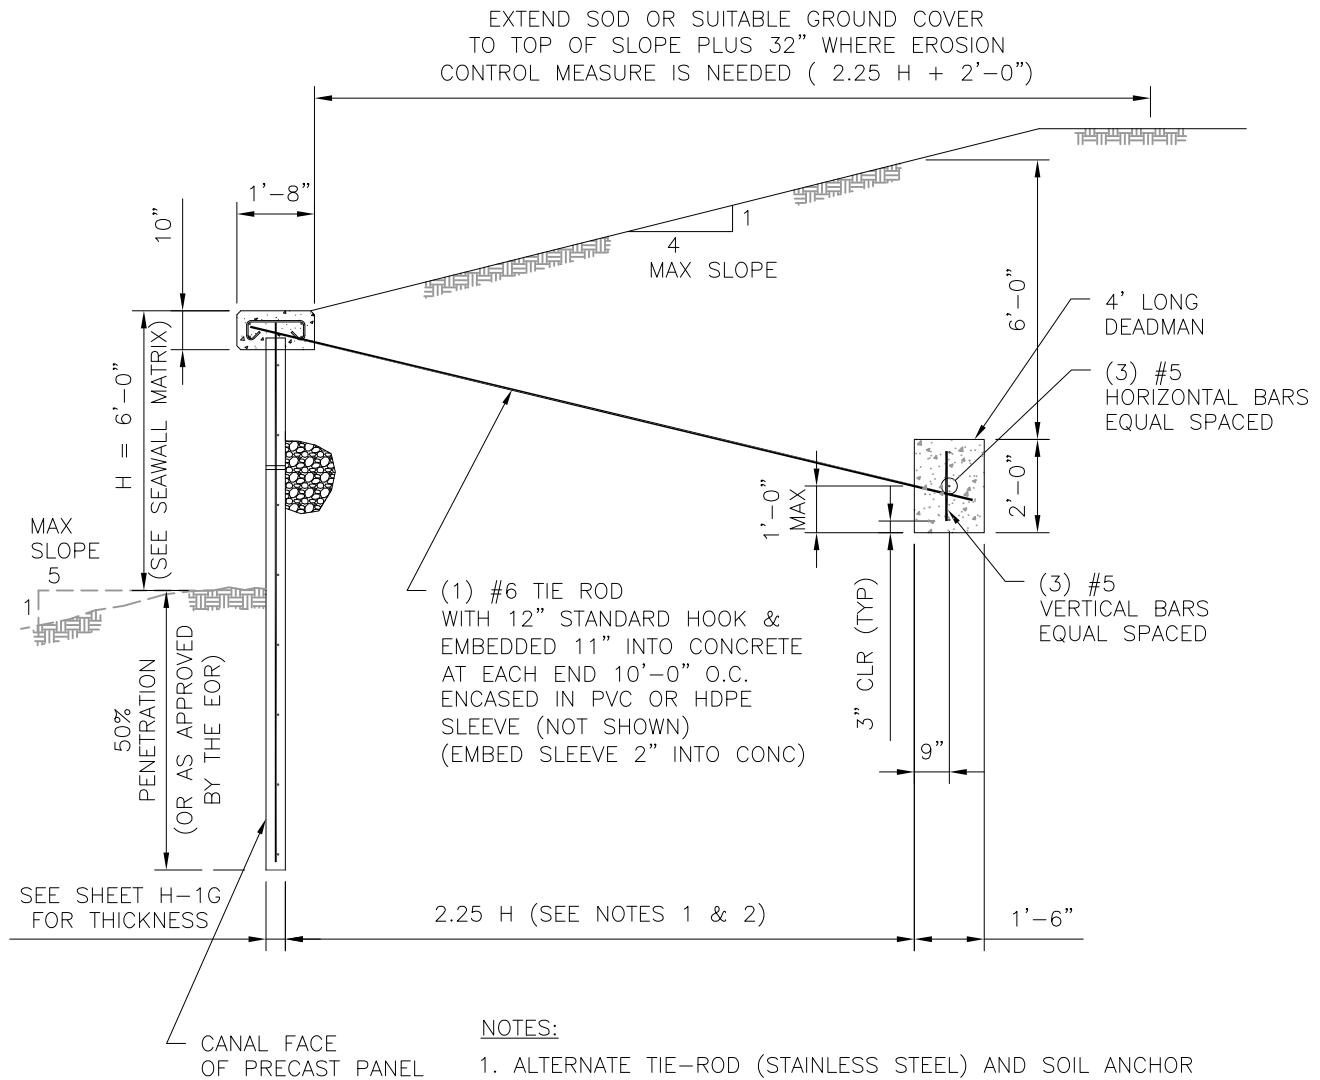 EXTEND SOD OR SUITABLE GROUND COVER
TO TOP OF SLOPE PLUS 32” WHERE EROSION
CONTROL MEASURE IS NEEDED ( 2.25 H + 2’-0”)
1’-8”
10”
1
4
MAX SLOPE
6’-0”
4’ LONG
DEADMAN
(3) #5
HORIZONTAL BARS
EQUAL SPACED
H = 6’-0”
(SEE SEAWALL MATRIX)
2’-0”
1’-0”
MAX
MAX
SLOPE
5
1
(1) #6 TIE ROD
WITH 12” STANDARD HOOK &
EMBEDDED 11” INTO CONCRETE
AT EACH END 10’-0” O.C.
ENCASED IN PVC OR HDPE
SLEEVE (NOT SHOWN)
(EMBED SLEEVE 2” INTO CONC)
(3) #5
VERTICAL BARS
EQUAL SPACED
3” CLR (TYP)
50%
PENETRATION
(OR AS APPROVED
BY THE EOR)
9”
SEE SHEET H-1G
FOR THICKNESS
2.25 H (SEE NOTES 1 & 2)
1’-6”
CANAL FACE
OF PRECAST PANEL
NOTES:
1. ALTERNATE TIE-ROD (STAINLESS STEEL) AND SOIL ANCHOR